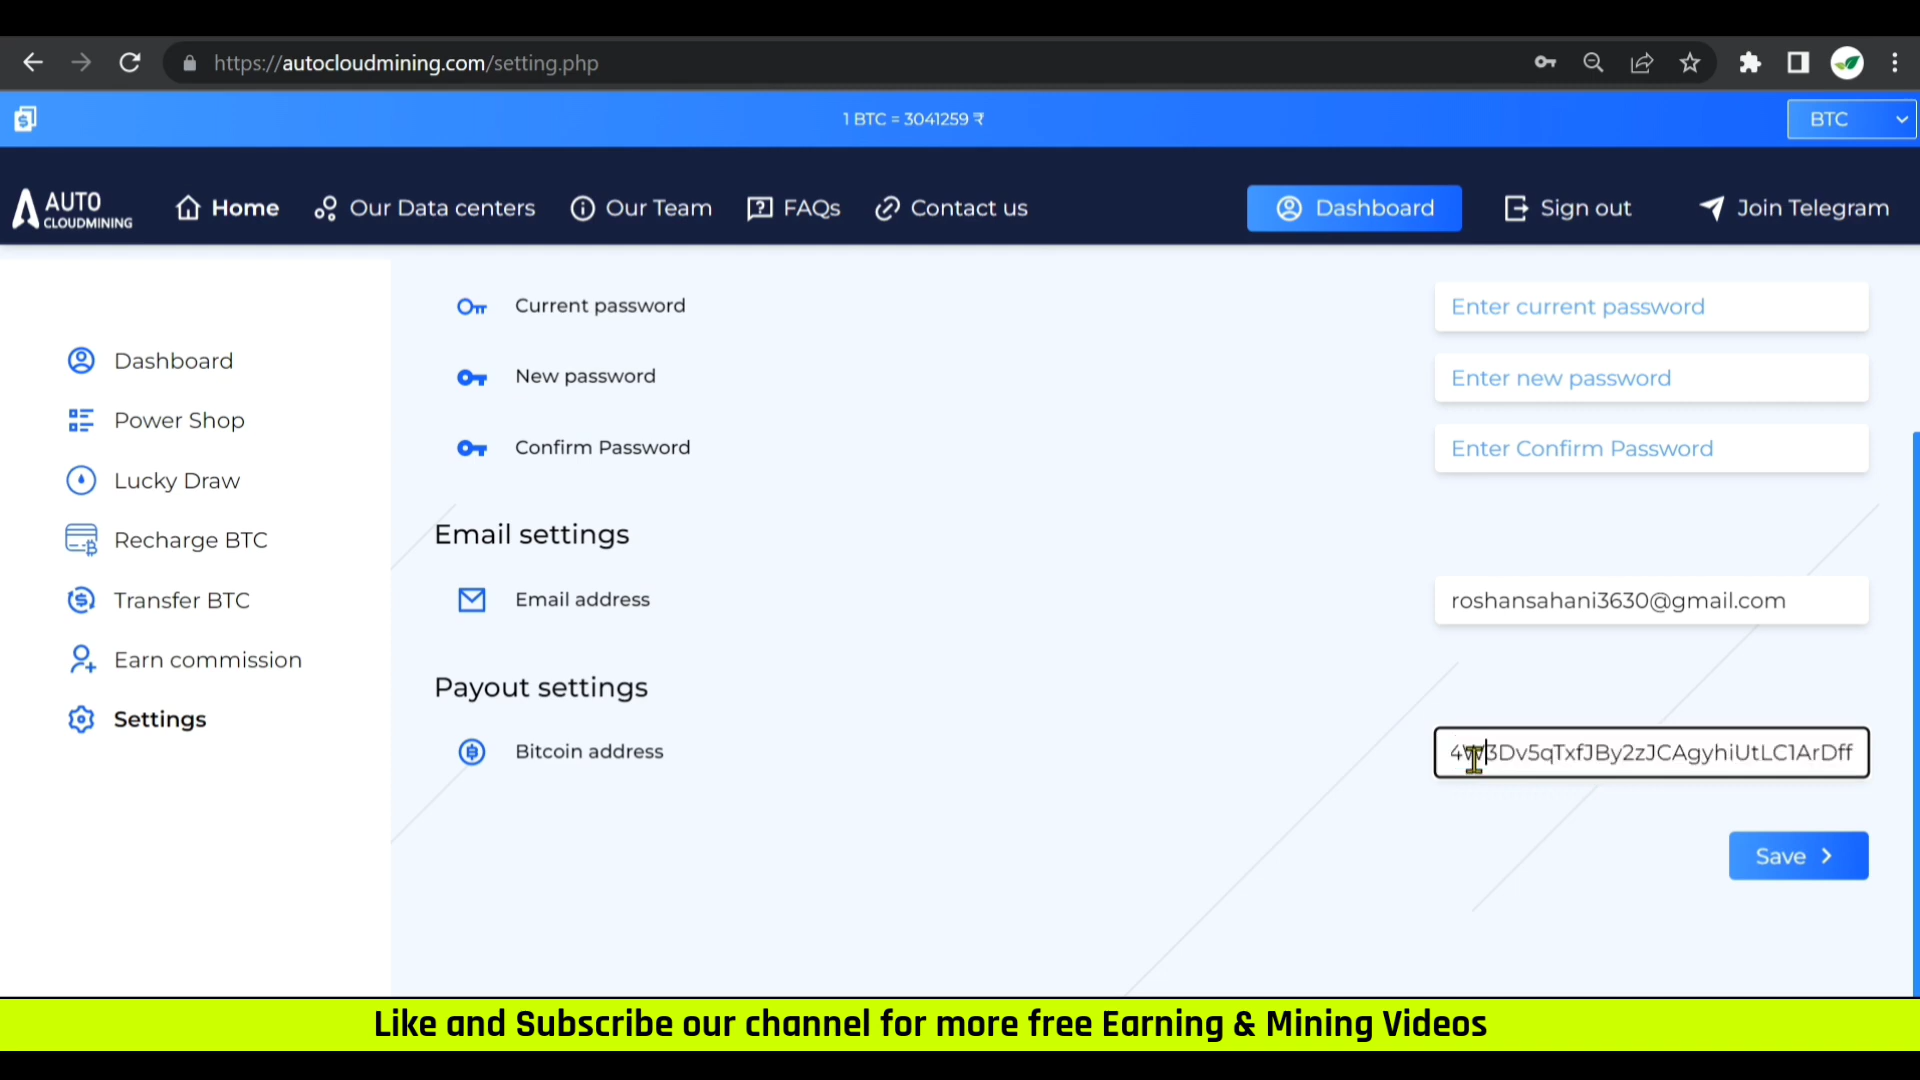 https://autocloudmining.com/setting.php
1 BTC = 3041259 ₹
BTC
AUTO
CLOUDMINING
Home
Our Data centers
Our Team
FAQs
Contact us
Dashboard
Sign out
Join Telegram
Dashboard
Power Shop
Lucky Draw
Recharge BTC
Transfer BTC
Earn commission
Settings
Current password
Enter current password
New password
Enter new password
Confirm Password
Enter Confirm Password
Email settings
Email address
roshansahani3630@gmail.com
Payout settings
Bitcoin address
4W3Dv5qTxfJBy2zJCAgyhiUtLC1ArDff
Save
Like and Subscribe our channel for more free Earning & Mining Videos